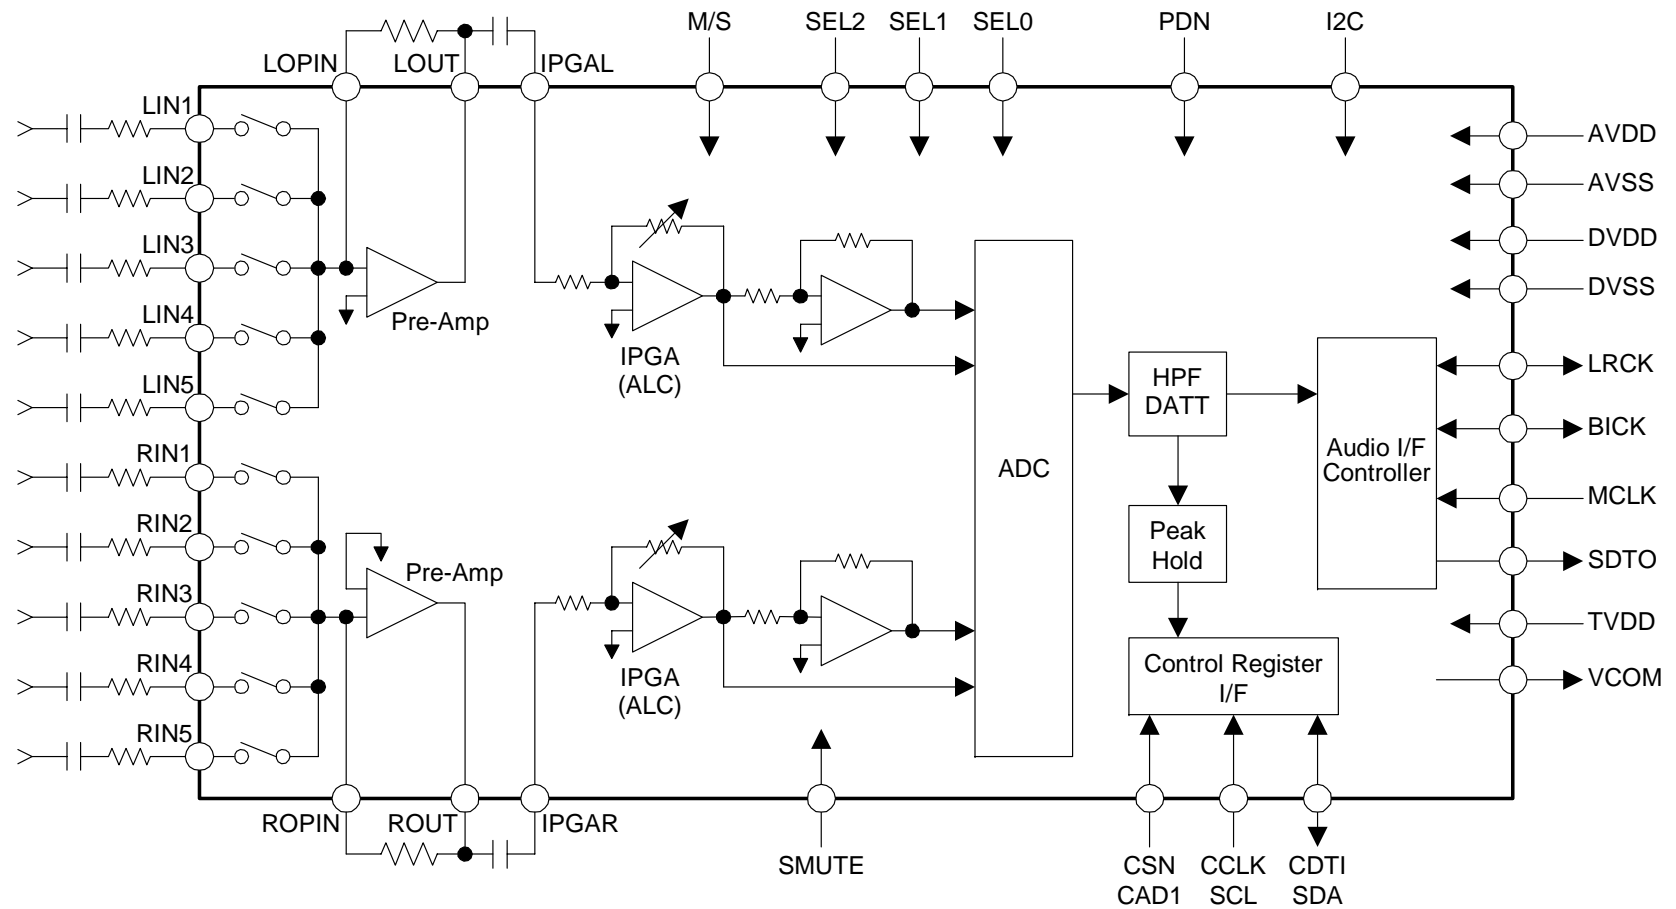 M/S SEL2 SEL1 SEL0 PDN I2C
LOPIN LOUT IPGAL
LIN1
AVDD
LIN2
AVSS
LIN3
DVDD
DVSS
LIN4
Pre-Amp
IPGA
(ALC)
LRCK
HPF
DATT
LIN5
BICK
RIN1
ADC
Audio I/F
Controller
MCLK
RIN2
Peak
Hold
SDTO
Pre-Amp
RIN3
TVDD
RIN4
IPGA
(ALC)
Control Register
I/F
VCOM
RIN5
ROPIN ROUT IPGAR
SMUTE
CSN
CAD1
CCLK
SCL
CDTI
SDA